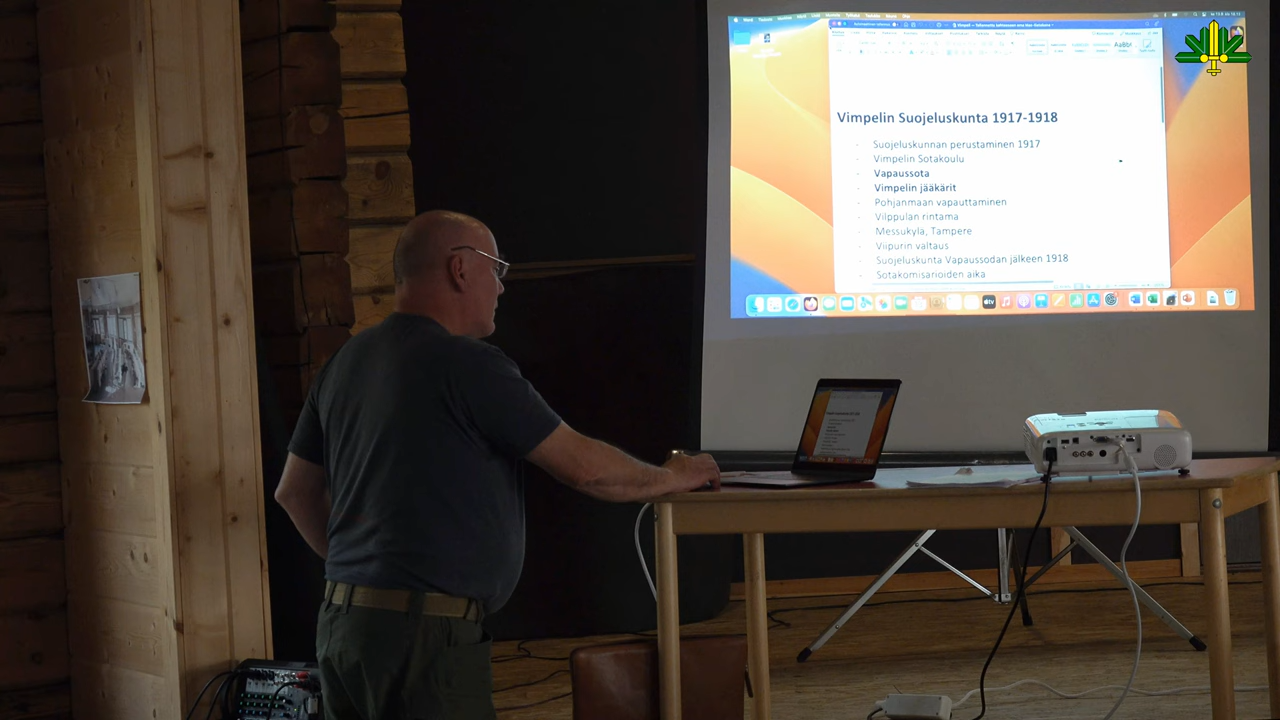 Vimpelin Suojeluskunta 1917-1918
- Suojeluskunnan perustaminen 1917
- Vimpelin Sotakoulu
- Vapaussota
- Vimpelin jääkärit
- Pohjanmaan vapauttaminen
- Vilppulan rintama
- Messukylä, Tampere
- Viipurin valtaus
- Suojeluskunta Vapaussodan jälkeen 1918
- Sotakomisarioiden aika